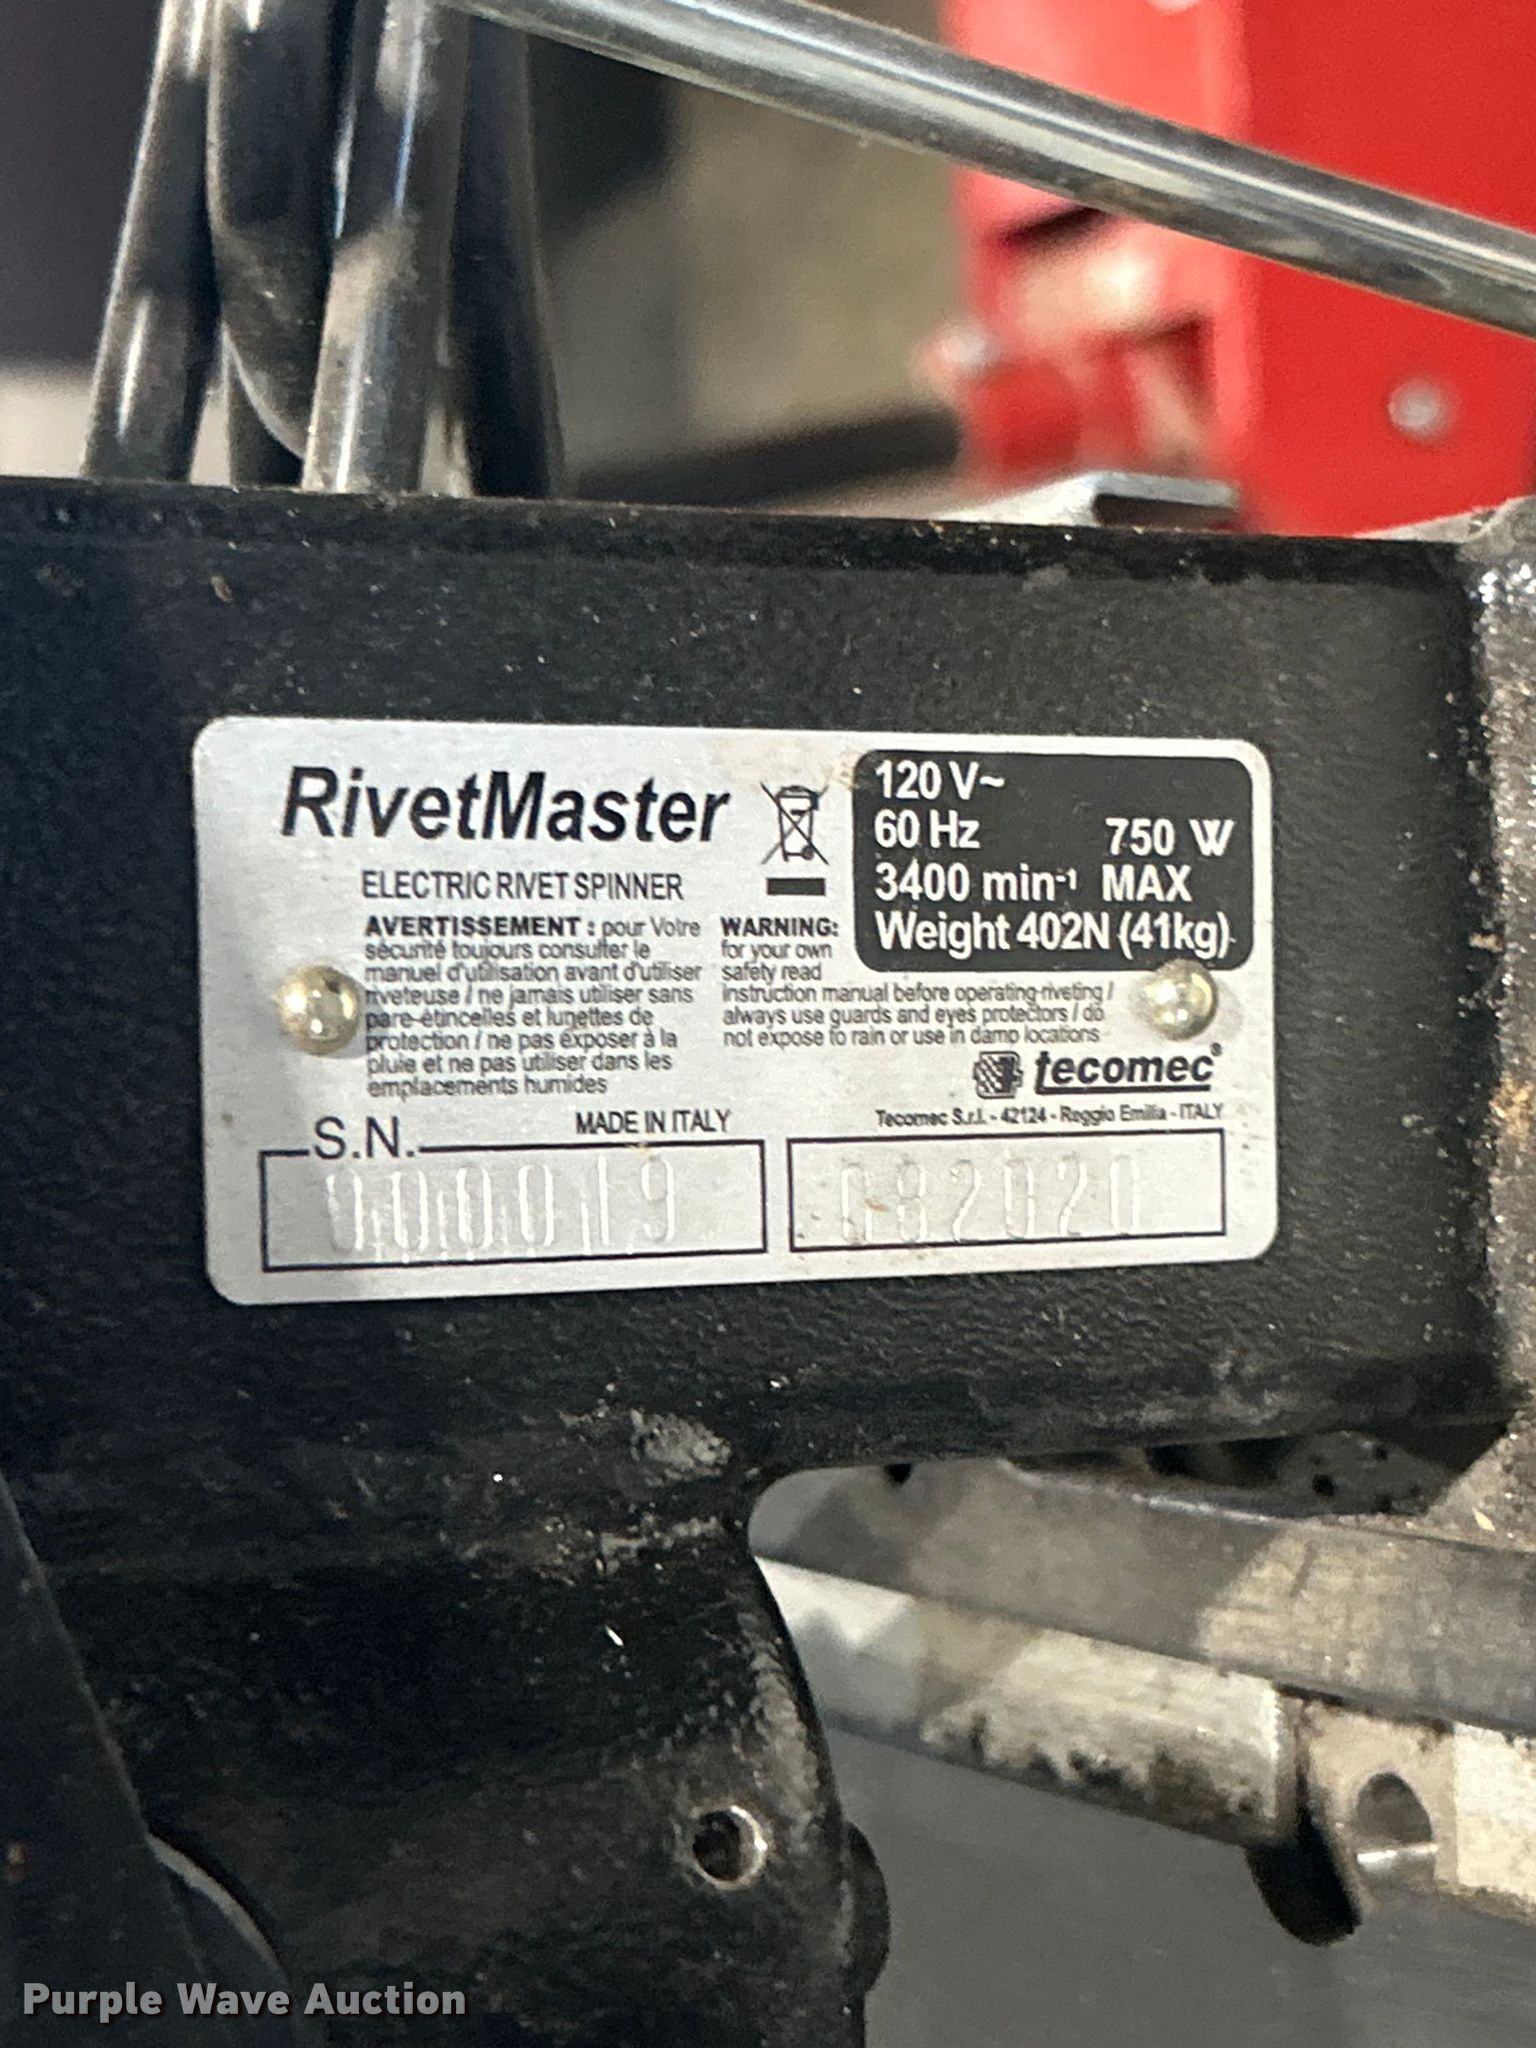 RivetMaster
ELECTRIC RIVET SPINNER
120 V~
60 Hz 750 W
3400 min-1 MAX
Weight 402N (41kg)
AVERTISSEMENT : pour Votre
sécurité toujours consulter le
manuel d'utilisation avant d'utiliser
riveteuse / ne jamais utiliser sans
pare-étincelles et lunettes de
protection / ne pas exposer à la
pluie et ne pas utiliser dans les
emplacements humides
WARNING:
for your own
safety read
instruction manual before operating riveting /
always use guards and eyes protectors / do
not expose to rain or use in damp locations
tecomec®
Tecomec S.r.l. - 42124 - Reggio Emilia - ITALY
MADE IN ITALY
S.N.
000019
082020
Purple Wave Auction